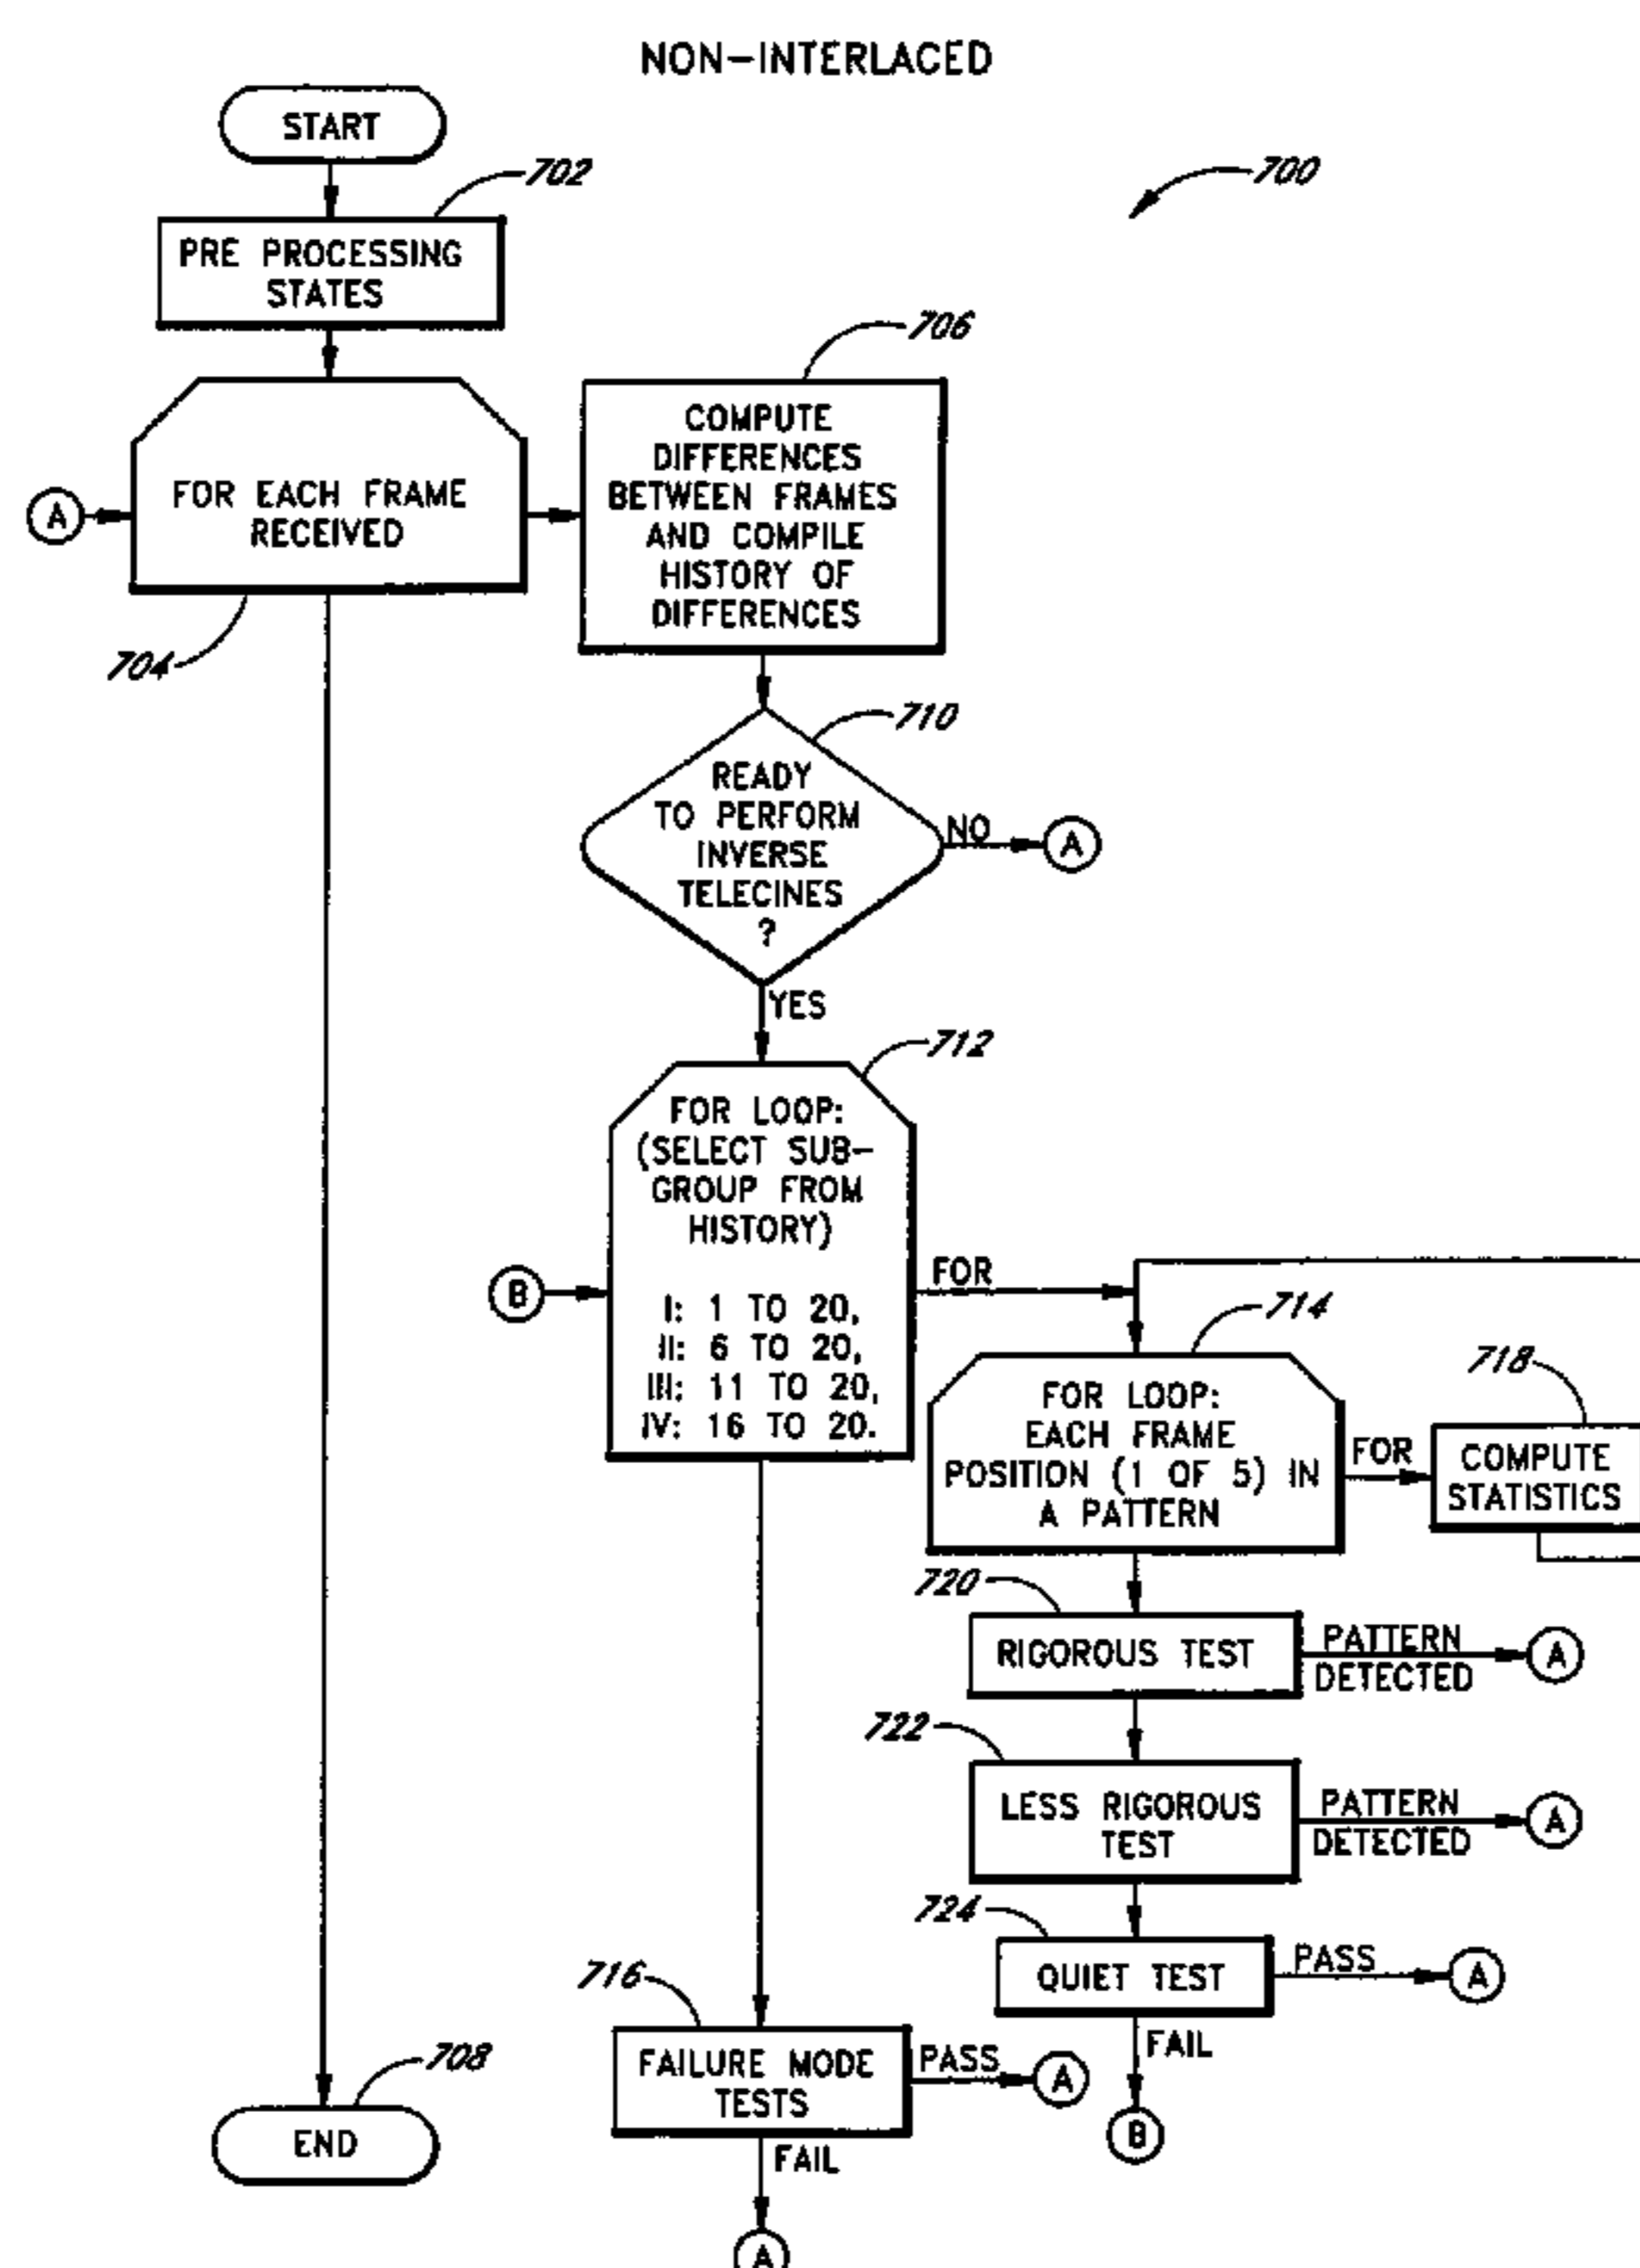 NON-INTERLACED
START
702
700
PRE PROCESSING
STATES
706
COMPUTE
DIFFERENCES
BETWEEN FRAMES
AND COMPILE
HISTORY OF
DIFFERENCES
A
FOR EACH FRAME
RECEIVED
704
710
READY
TO PERFORM
INVERSE
TELECINES
?
NO
A
YES
712
FOR LOOP:
(SELECT SUB-
GROUP FROM
HISTORY)
B
FOR
I: 1 TO 20,
II: 6 TO 20,
III: 11 TO 20,
IV: 16 TO 20.
714
718
FOR LOOP:
EACH FRAME
POSITION (1 OF 5) IN
A PATTERN
FOR
COMPUTE
STATISTICS
720
RIGOROUS TEST
PATTERN
DETECTED
A
722
LESS RIGOROUS
TEST
PATTERN
DETECTED
A
724
QUIET TEST
PASS
A
716
FAIL
FAILURE MODE
TESTS
PASS
A
B
708
END
FAIL
A